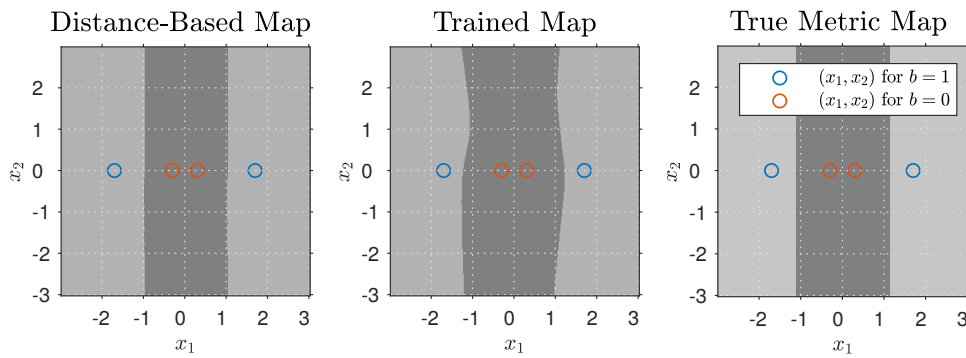 Distance-Based Map
Trained Map
True Metric Map
2
1
0
-1
-2
-3
x₂
-2 -1 0 1 2 3
x₁
2
1
0
-1
-2
-3
x₂
-2 -1 0 1 2 3
x₁
(x₁, x₂) for b = 1
(x₁, x₂) for b = 0
2
1
0
-1
-2
-3
x₂
-2 -1 0 1 2 3
x₁